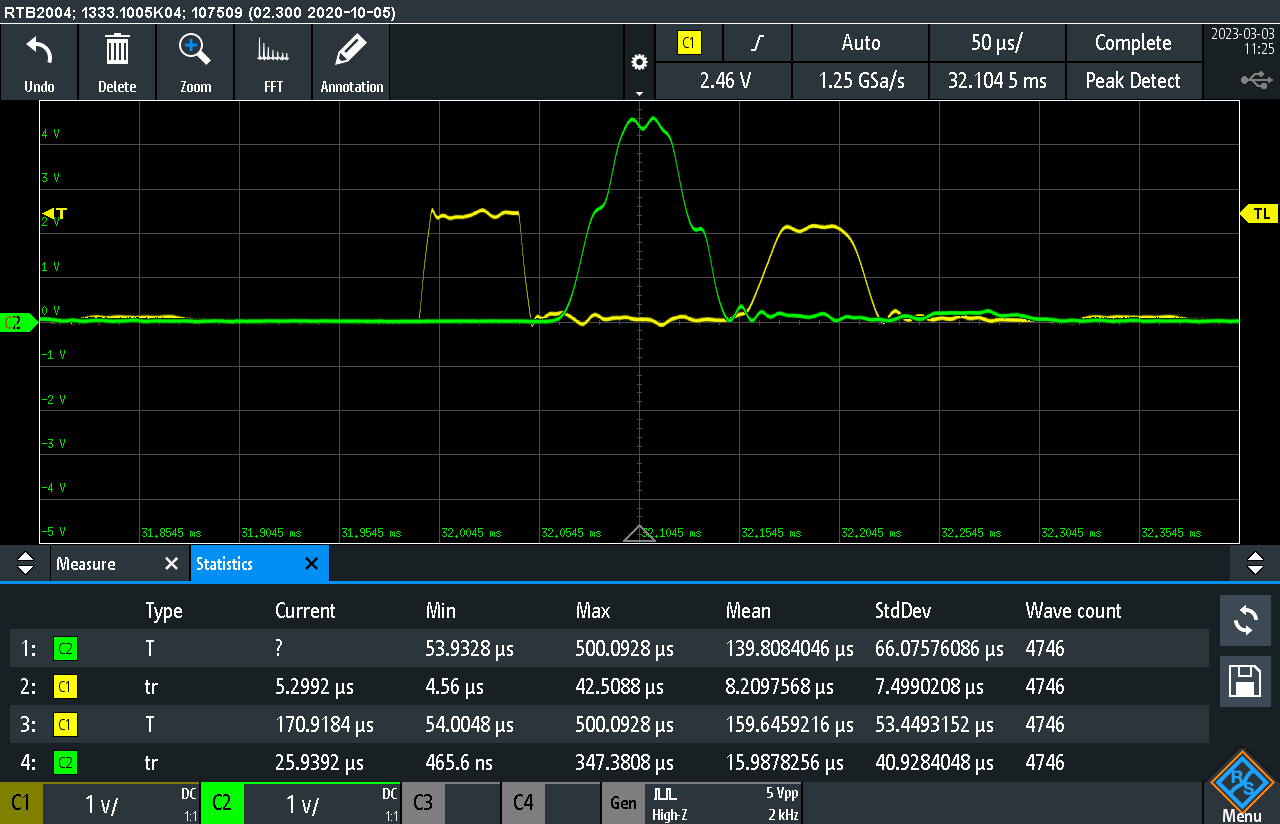 RTB2004; 1333.1005K04; 107509 (02.300 2020-10-05)
Undo
Delete
Zoom
FFT
Annotation
C1
Auto
50 µs/
Complete
2.46 V
1.25 GSa/s
32.104 5 ms
Peak Detect
2023-03-03
11:25
4 V
3 V
T
2 V
1 V
0 V
-1 V
-2 V
-3 V
-4 V
-5 V
C2
TL
31.8545 ms 31.9045 ms 31.9545 ms 32.0045 ms 32.0545 ms 32.1045 ms 32.1545 ms 32.2045 ms 32.2545 ms 32.3045 ms 32.3545 ms
Measure Statistics
Type Current Min Max Mean StdDev Wave count
1: C2 T ? 53.9328 µs 500.0928 µs 139.8084046 µs 66.07576086 µs 4746
2: C1 tr 5.2992 µs 4.56 µs 42.5088 µs 8.2097568 µs 7.4990208 µs 4746
3: C1 T 170.9184 µs 54.0048 µs 500.0928 µs 159.6459216 µs 53.4493152 µs 4746
4: C2 tr 25.9392 µs 465.6 ns 347.3808 µs 15.9878256 µs 40.9284048 µs 4746
C1 1 V/ DC 1:1
C2 1 V/ DC 1:1
C3
C4
Gen High-Z 5 Vpp 2 kHz
R&S
Menu